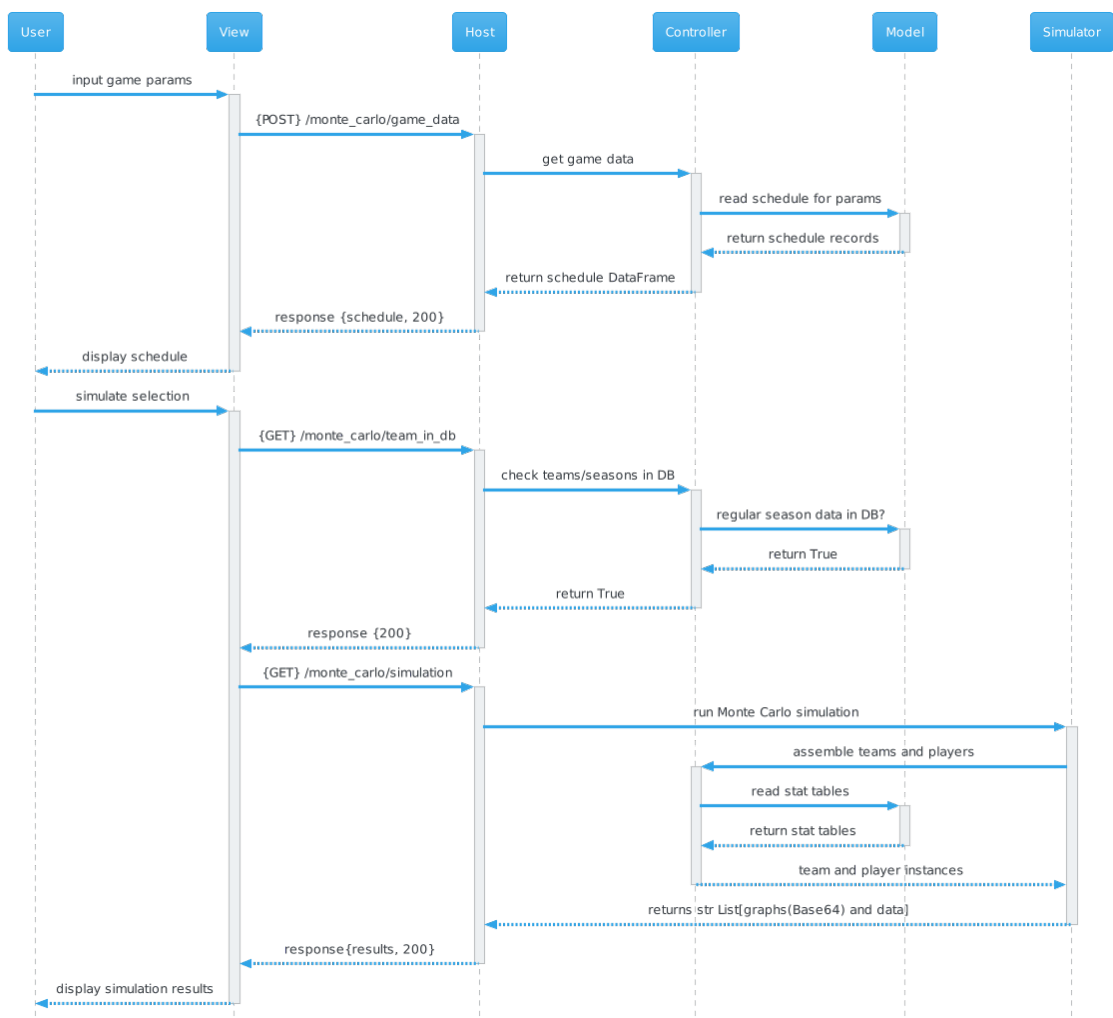 User
View
Host
Controller
Model
Simulator
input game params
{POST} /monte_carlo/game_data
get game data
read schedule for params
return schedule records
return schedule DataFrame
response {schedule, 200}
display schedule
simulate selection
{GET} /monte_carlo/team_in_db
check teams/seasons in DB
regular season data in DB?
return True
return True
response {200}
{GET} /monte_carlo/simulation
run Monte Carlo simulation
assemble teams and players
read stat tables
return stat tables
team and player instances
returns str List[graphs(Base64) and data]
response{results, 200}
display simulation results